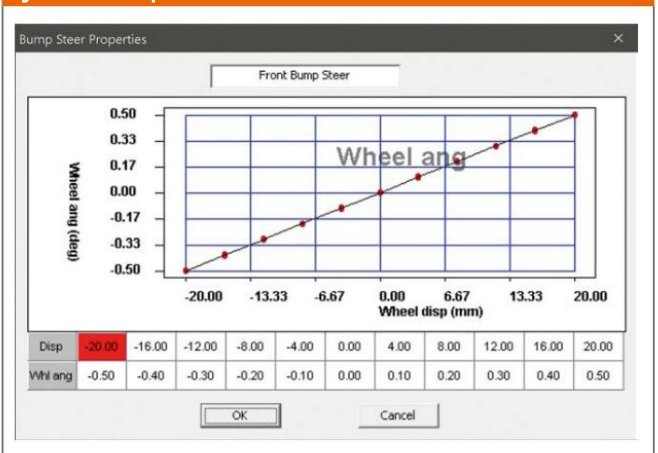 Bump Steer Properties
Front Bump Steer
Wheel ang
Wheel ang (deg)
0.50
0.33
0.17
0.00
-0.17
-0.33
-0.50
-20.00 -13.33 -6.67 0.00 6.67 13.33 20.00
Wheel disp (mm)
Disp -20.00 -16.00 -12.00 -8.00 -4.00 0.00 4.00 8.00 12.00 16.00 20.00
Whl ang -0.50 -0.40 -0.30 -0.20 -0.10 0.00 0.10 0.20 0.30 0.40 0.50
OK Cancel